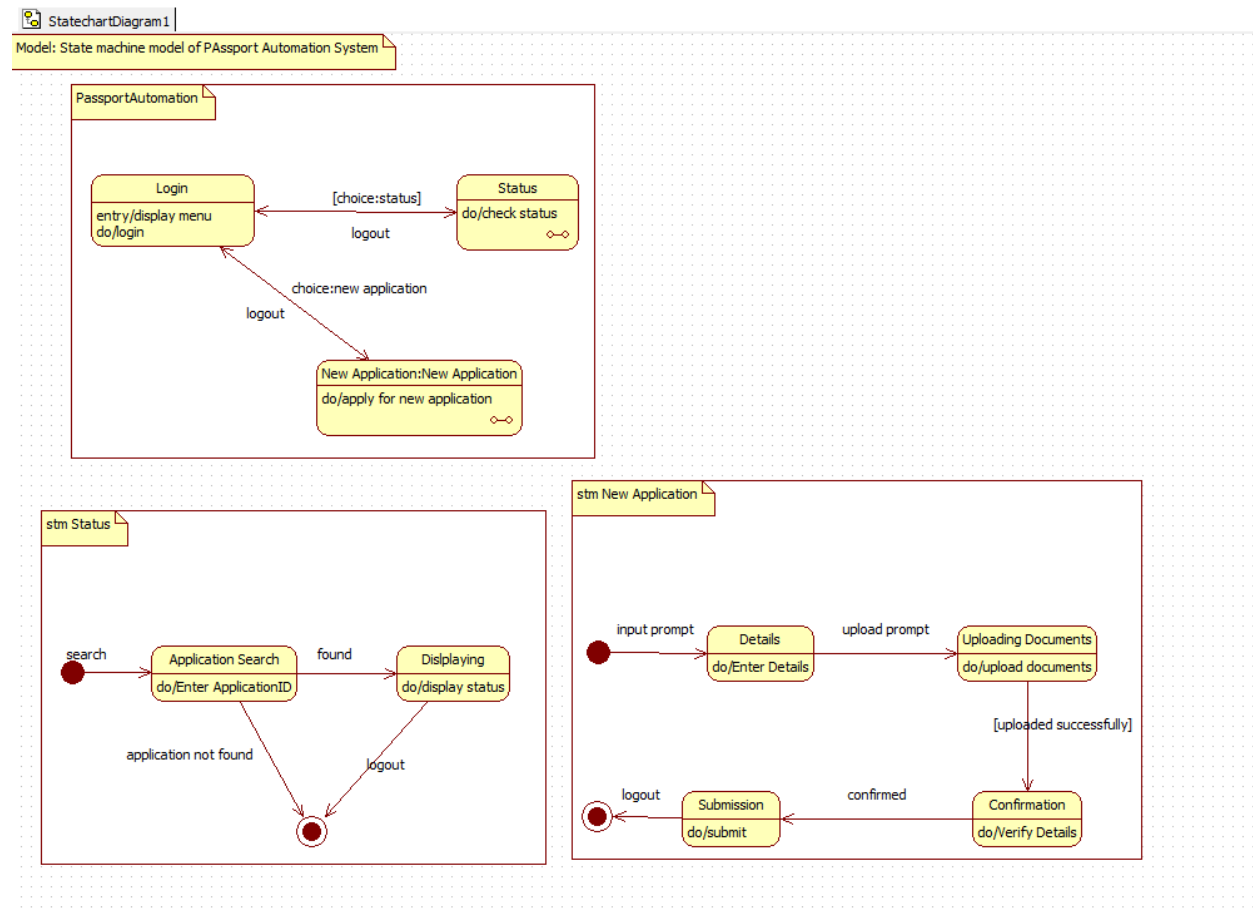 StatechartDiagram1
Model: State machine model of PAssport Automation System
PassportAutomation
Login
entry/display menu
do/login
[choice:status]
logout
Status
do/check status
choice:new application
logout
New Application:New Application
do/apply for new application
stm Status
search
Application Search
do/Enter ApplicationID
found
Dislplaying
do/display status
application not found
logout
stm New Application
input prompt
Details
do/Enter Details
upload prompt
Uploading Documents
do/upload documents
[uploaded successfully]
logout
Submission
do/submit
confirmed
Confirmation
do/Verify Details